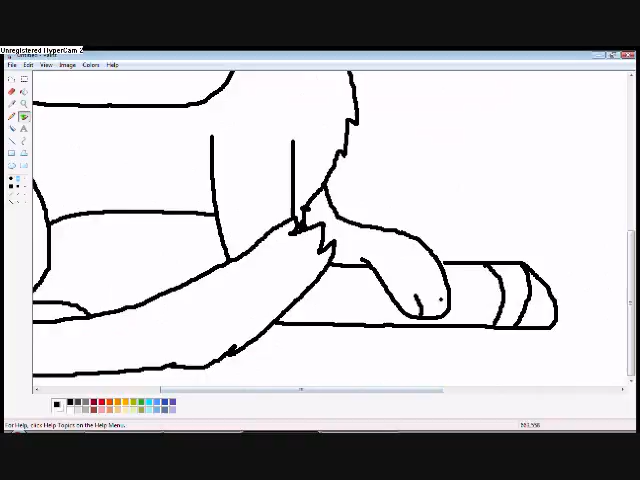 Unregistered HyperCam 2
File Edit View Image Colors Help
For Help, click Help Topics on the Help Menu.